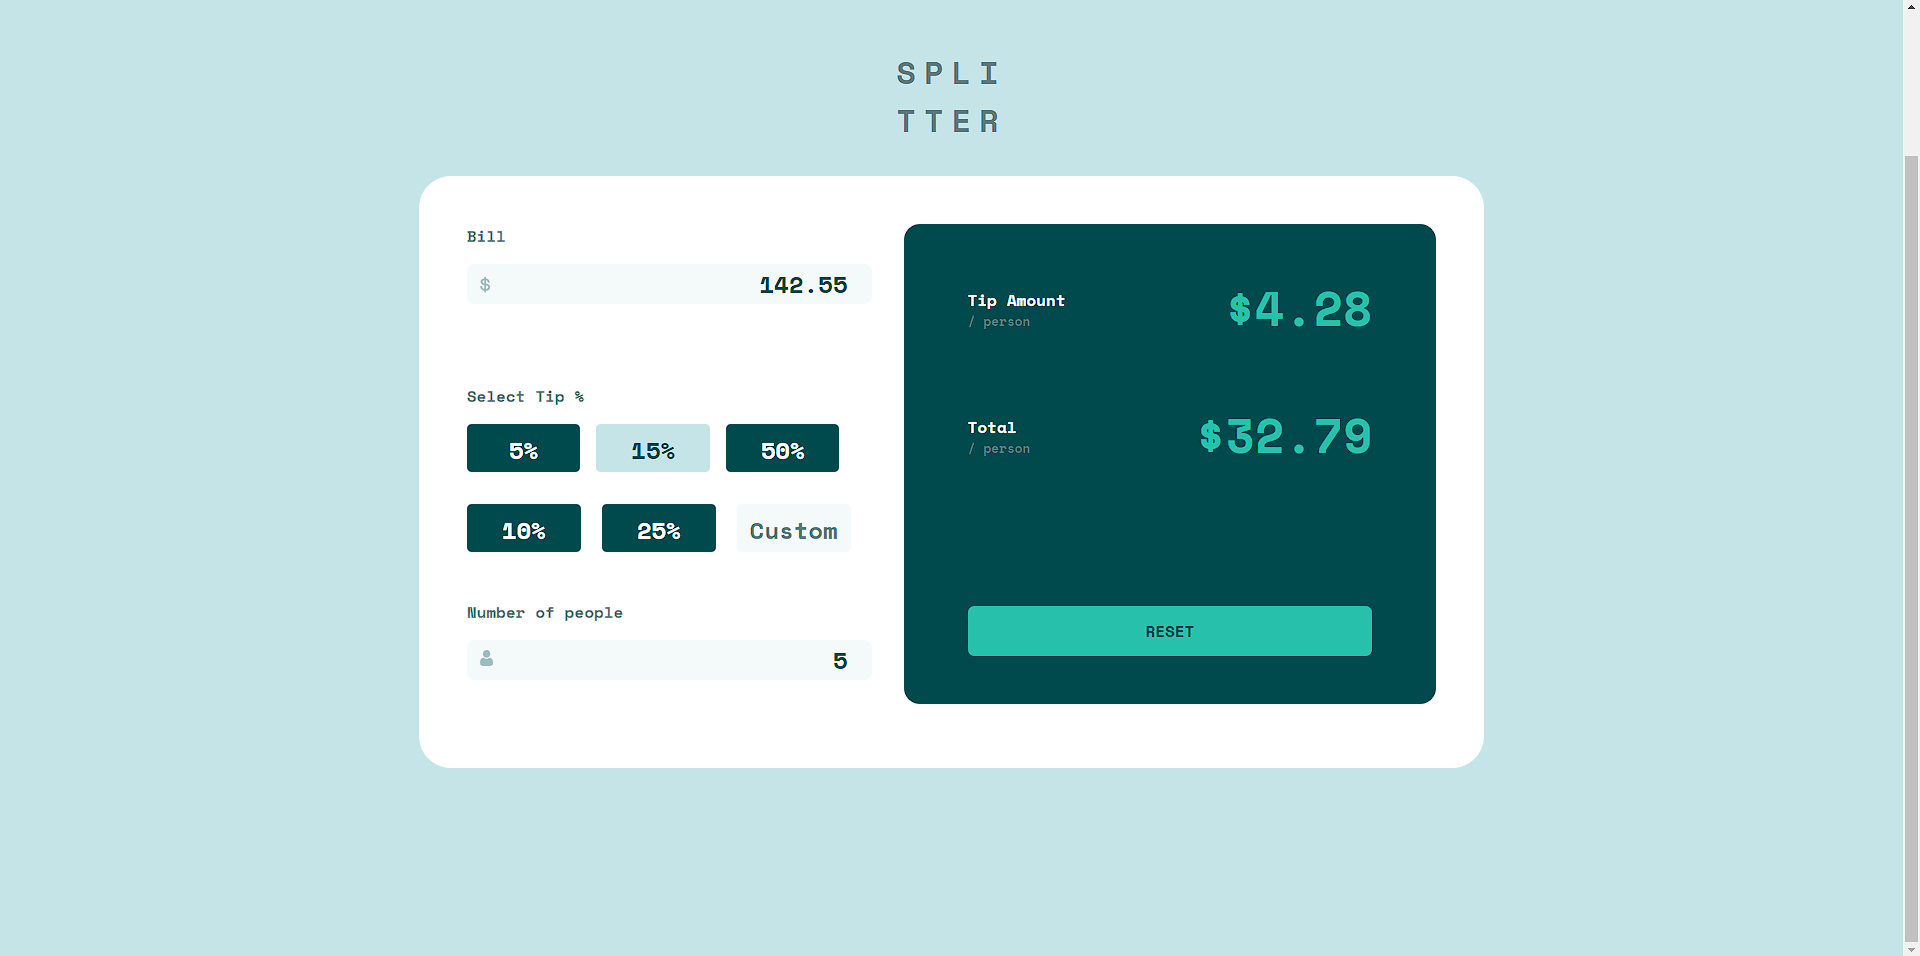 SPLI
TTER
Bill
$
142.55
Select Tip %
5%
15%
50%
10%
25%
Custom
Number of people
5
Tip Amount
/ person
$4.28
Total
/ person
$32.79
RESET